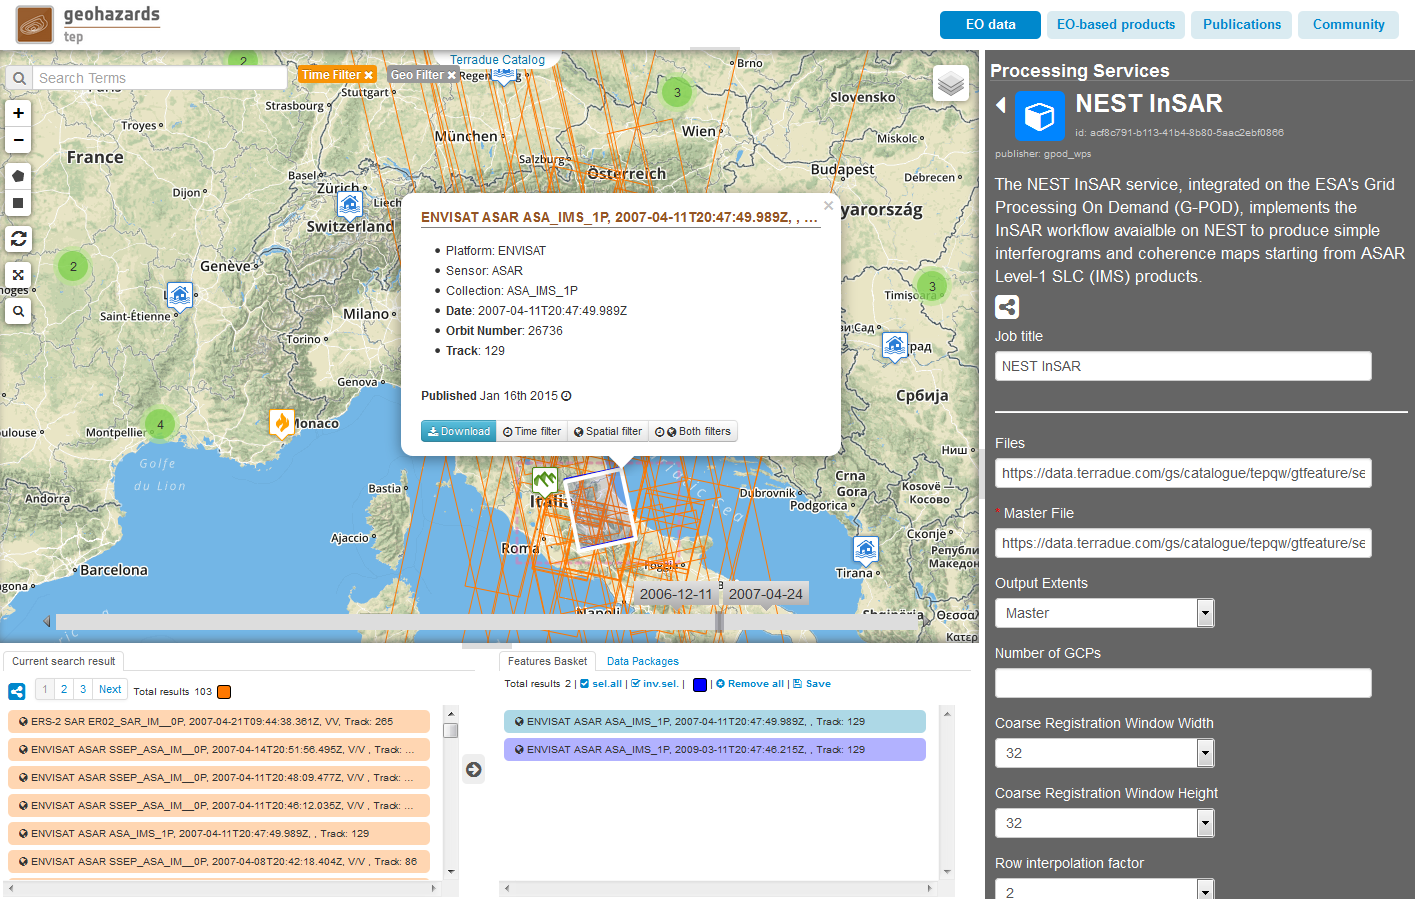 geohazards
tep
EO data
EO-based products
Publications
Community
Terradue Catalog
Search Terms
Time Filter ×
Geo Filter ×
2
3
2
3
4
+
−
Brno
Regensburg
Stuttgart
Strasbourg
Slovensko
Troyes
München
Wien
Miskolc
France
Salzburg
Österreich
Budapest
Debrecen
Basel
Zürich
Dijon
Liech
Switzerland
yarország
Genève
Timișoara
Saint-Étienne
Milano
Torino
Genova
Србија
Monaco
Montpellier
oulouse
Golfe
du Lion
Ниш
Bastia
Andorra
Crna
Gora
Dubrovnik
Podgorica
Kosovë —
Косово
Italia
Ajaccio
Roma
Скопје
Barcelona
Foggia
Tirana
Napoli
ENVISAT ASAR ASA_IMS_1P, 2007-04-11T20:47:49.989Z, , ...
×
Platform: ENVISAT
Sensor: ASAR
Collection: ASA_IMS_1P
Date: 2007-04-11T20:47:49.989Z
Orbit Number: 26736
Track: 129
Published Jan 16th 2015
Download
Time filter
Spatial filter
Both filters
2006-12-11
2007-04-24
Current search result
1 2 3 Next
Total results 103
ERS-2 SAR ER02_SAR_IM__0P, 2007-04-21T09:44:38.361Z, VV, Track: 265
ENVISAT ASAR SSEP_ASA_IM__0P, 2007-04-14T20:51:56.495Z, V/V , Track: ...
ENVISAT ASAR SSEP_ASA_IM__0P, 2007-04-11T20:48:09.477Z, V/V , Track: ...
ENVISAT ASAR SSEP_ASA_IM__0P, 2007-04-11T20:46:12.035Z, V/V , Track: ...
ENVISAT ASAR ASA_IMS_1P, 2007-04-11T20:47:49.989Z, , Track: 129
ENVISAT ASAR SSEP_ASA_IM__0P, 2007-04-08T20:42:18.404Z, V/V , Track: 86
Features Basket
Data Packages
Total results 2 | sel.all | inv.sel. | | Remove all | Save
ENVISAT ASAR ASA_IMS_1P, 2007-04-11T20:47:49.989Z, , Track: 129
ENVISAT ASAR ASA_IMS_1P, 2009-03-11T20:47:46.215Z, , Track: 129
Processing Services
NEST InSAR
id: acf8c791-b113-41b4-8b80-5aac2ebf0866
publisher: gpod_wps
The NEST InSAR service, integrated on the ESA's Grid
Processing On Demand (G-POD), implements the
InSAR workflow avaialble on NEST to produce simple
interferograms and coherence maps starting from ASAR
Level-1 SLC (IMS) products.
Job title
NEST InSAR
Files
https://data.terradue.com/gs/catalogue/tepqw/gtfeature/se
* Master File
https://data.terradue.com/gs/catalogue/tepqw/gtfeature/se
Output Extents
Master
Number of GCPs
Coarse Registration Window Width
32
Coarse Registration Window Height
32
Row interpolation factor
2